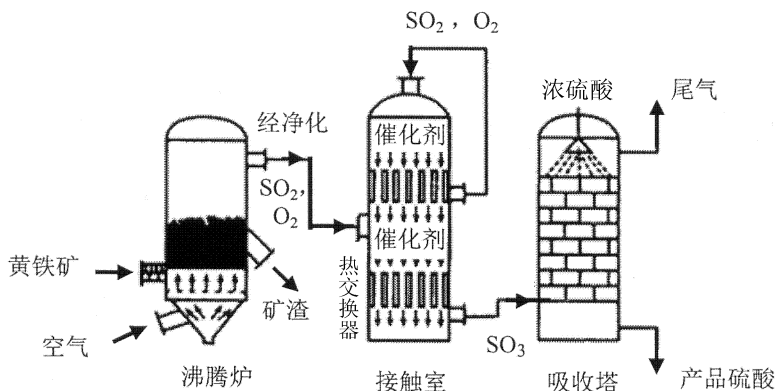 SO2，O2
浓硫酸
尾气
经净化
催化剂
SO2,
O2
催化剂
黄铁矿
热交换器
矿渣
空气
SO3
沸腾炉
接触室
吸收塔
产品硫酸